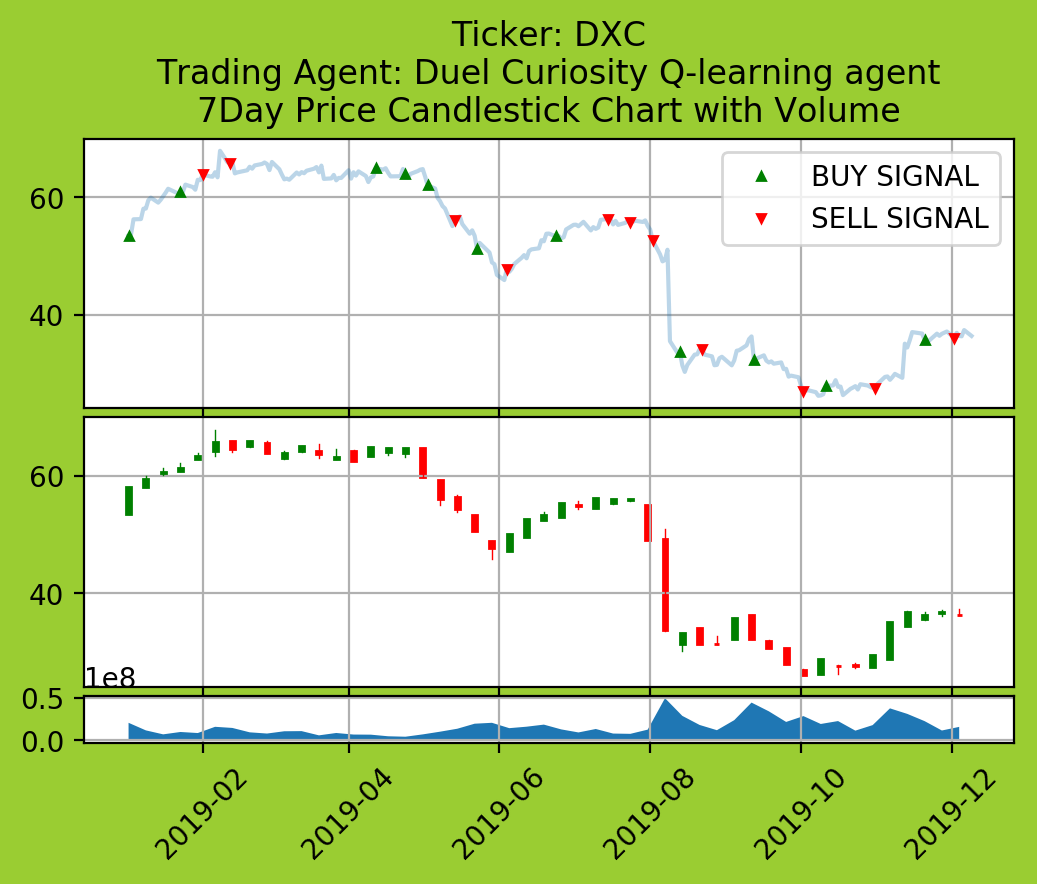 Ticker: DXC
Trading Agent: Duel Curiosity Q-learning agent
7Day Price Candlestick Chart with Volume
60
40
BUY SIGNAL
SELL SIGNAL
60
40
1e8
0.5
0.0
2019-02
2019-04
2019-06
2019-08
2019-10
2019-12